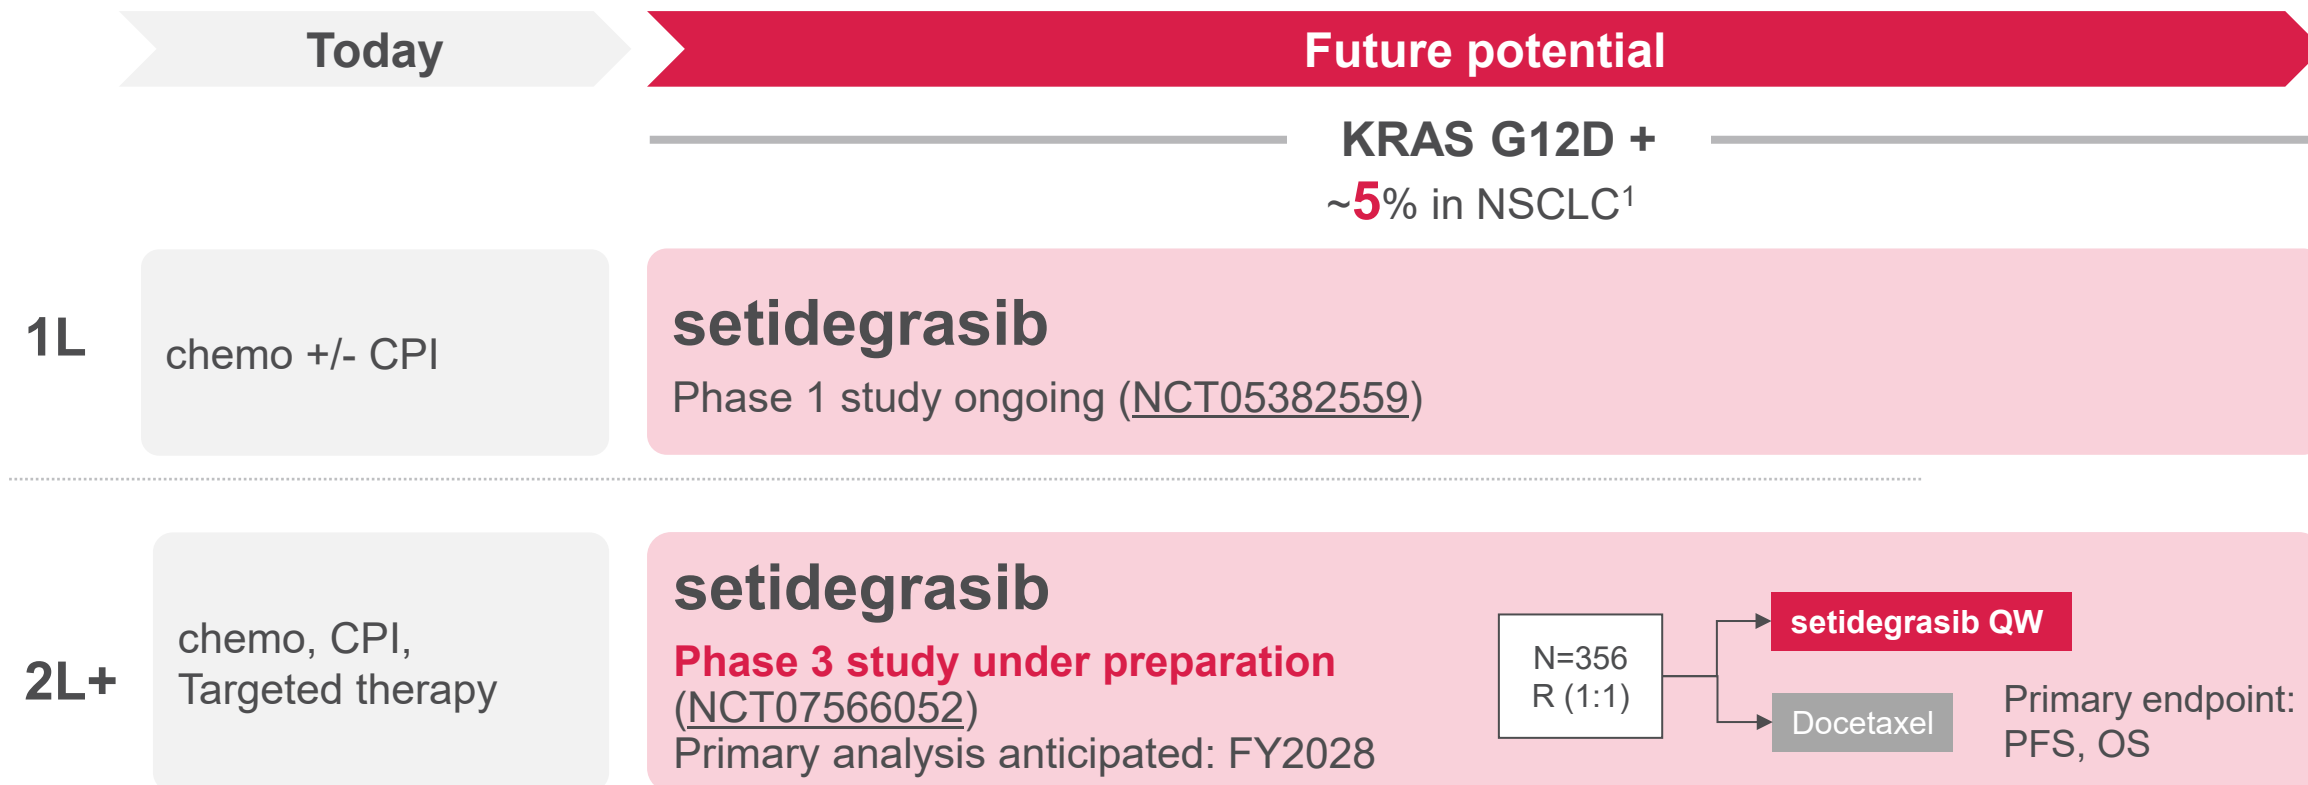 Today
Future potential
KRAS G12D +
~5% in NSCLC1
1L
chemo +/- CPI
setidegrasib
Phase 1 study ongoing (NCT05382559)
2L+
chemo, CPI,
Targeted therapy
setidegrasib
Phase 3 study under preparation
(NCT07566052)
Primary analysis anticipated: FY2028
N=356
R (1:1)
setidegrasib QW
Docetaxel
Primary endpoint:
PFS, OS